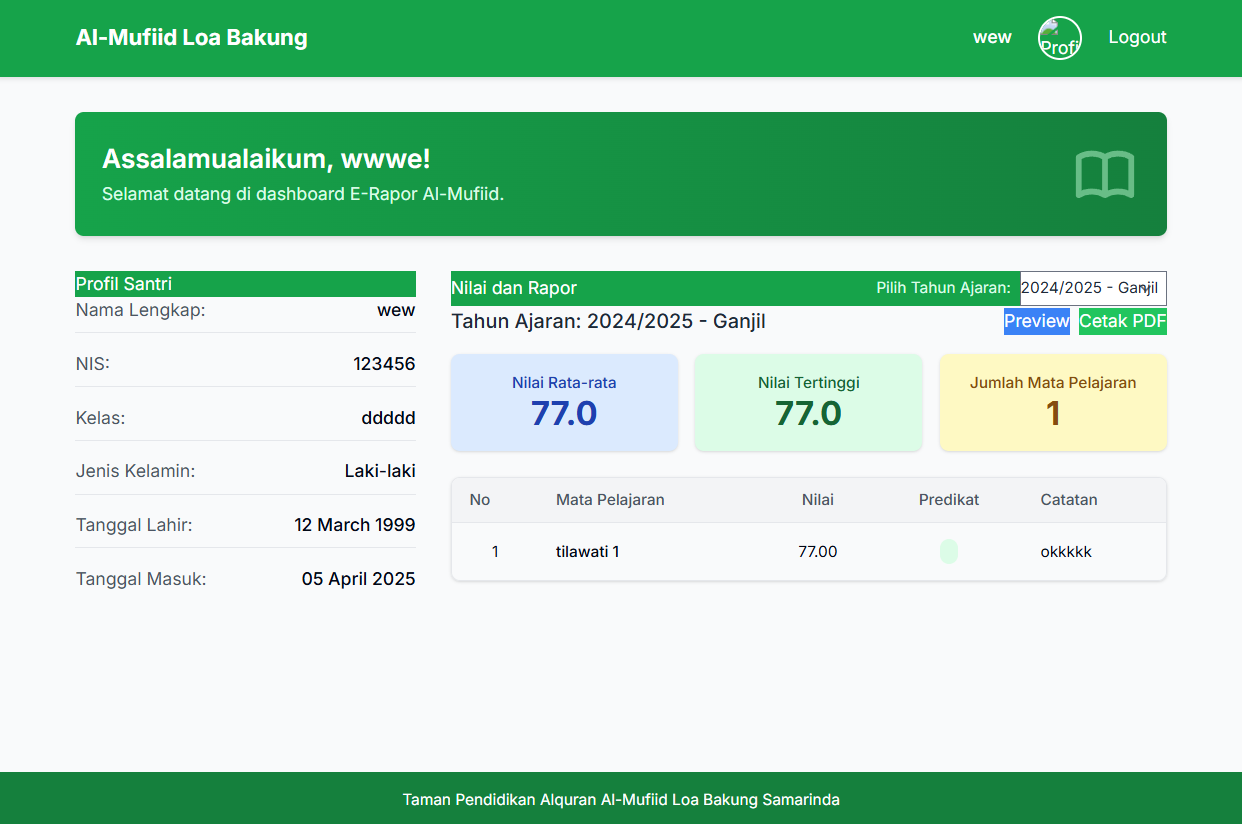 Al-Mufiid Loa Bakung
wew
Profi
Logout
Assalamualaikum, wwwe!
Selamat datang di dashboard E-Rapor Al-Mufiid.
Profil Santri
Nama Lengkap: wew
NIS: 123456
Kelas: ddddd
Jenis Kelamin: Laki-laki
Tanggal Lahir: 12 March 1999
Tanggal Masuk: 05 April 2025
Nilai dan Rapor
Pilih Tahun Ajaran: 2024/2025 - Ganjil
Tahun Ajaran: 2024/2025 - Ganjil
Preview Cetak PDF
Nilai Rata-rata
77.0
Nilai Tertinggi
77.0
Jumlah Mata Pelajaran
1
No Mata Pelajaran Nilai Predikat Catatan
1 tilawati 1 77.00 okkkkk
Taman Pendidikan Alquran Al-Mufiid Loa Bakung Samarinda